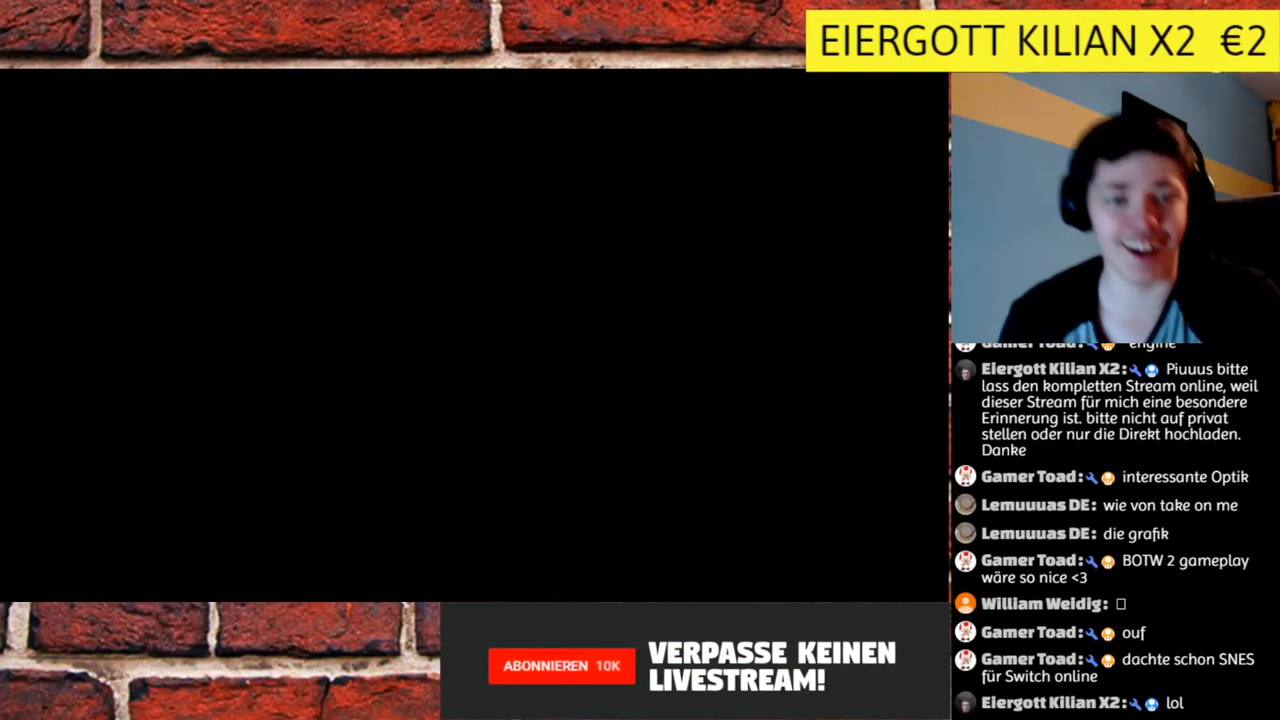 EIERGOTT KILIAN X2 €2
Gamer Toad: engine
Eiergott Kilian X2: Piuuus bitte
lass den kompletten Stream online, weil
dieser Stream für mich eine besondere
Erinnerung ist. bitte nicht auf privat
stellen oder nur die Direkt hochladen.
Danke
Gamer Toad: interessante Optik
Lemuuuas DE: wie von take on me
Lemuuuas DE: die grafik
Gamer Toad: BOTW 2 gameplay
wäre so nice <3
William Weidig:
Gamer Toad: ouf
Gamer Toad: dachte schon SNES
für Switch online
Eiergott Kilian X2: lol
ABONNIEREN 10K
VERPASSE KEINEN
LIVESTREAM!